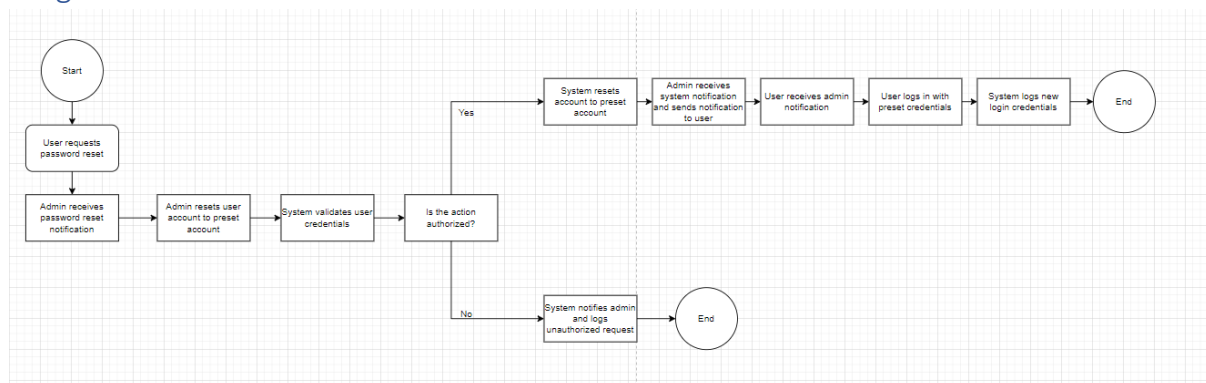 Start
User requests
password reset
Admin receives
password reset
notification
Admin resets user
account to preset
account
System validates user
credentials
Is the action
authorized?
Yes
System resets
account to preset
account
Admin receives
system notification
and sends notification
to user
User receives admin
notification
User logs in with
preset credentials
System logs new
login credentials
End
No
System notifies admin
and logs
unauthorized request
End